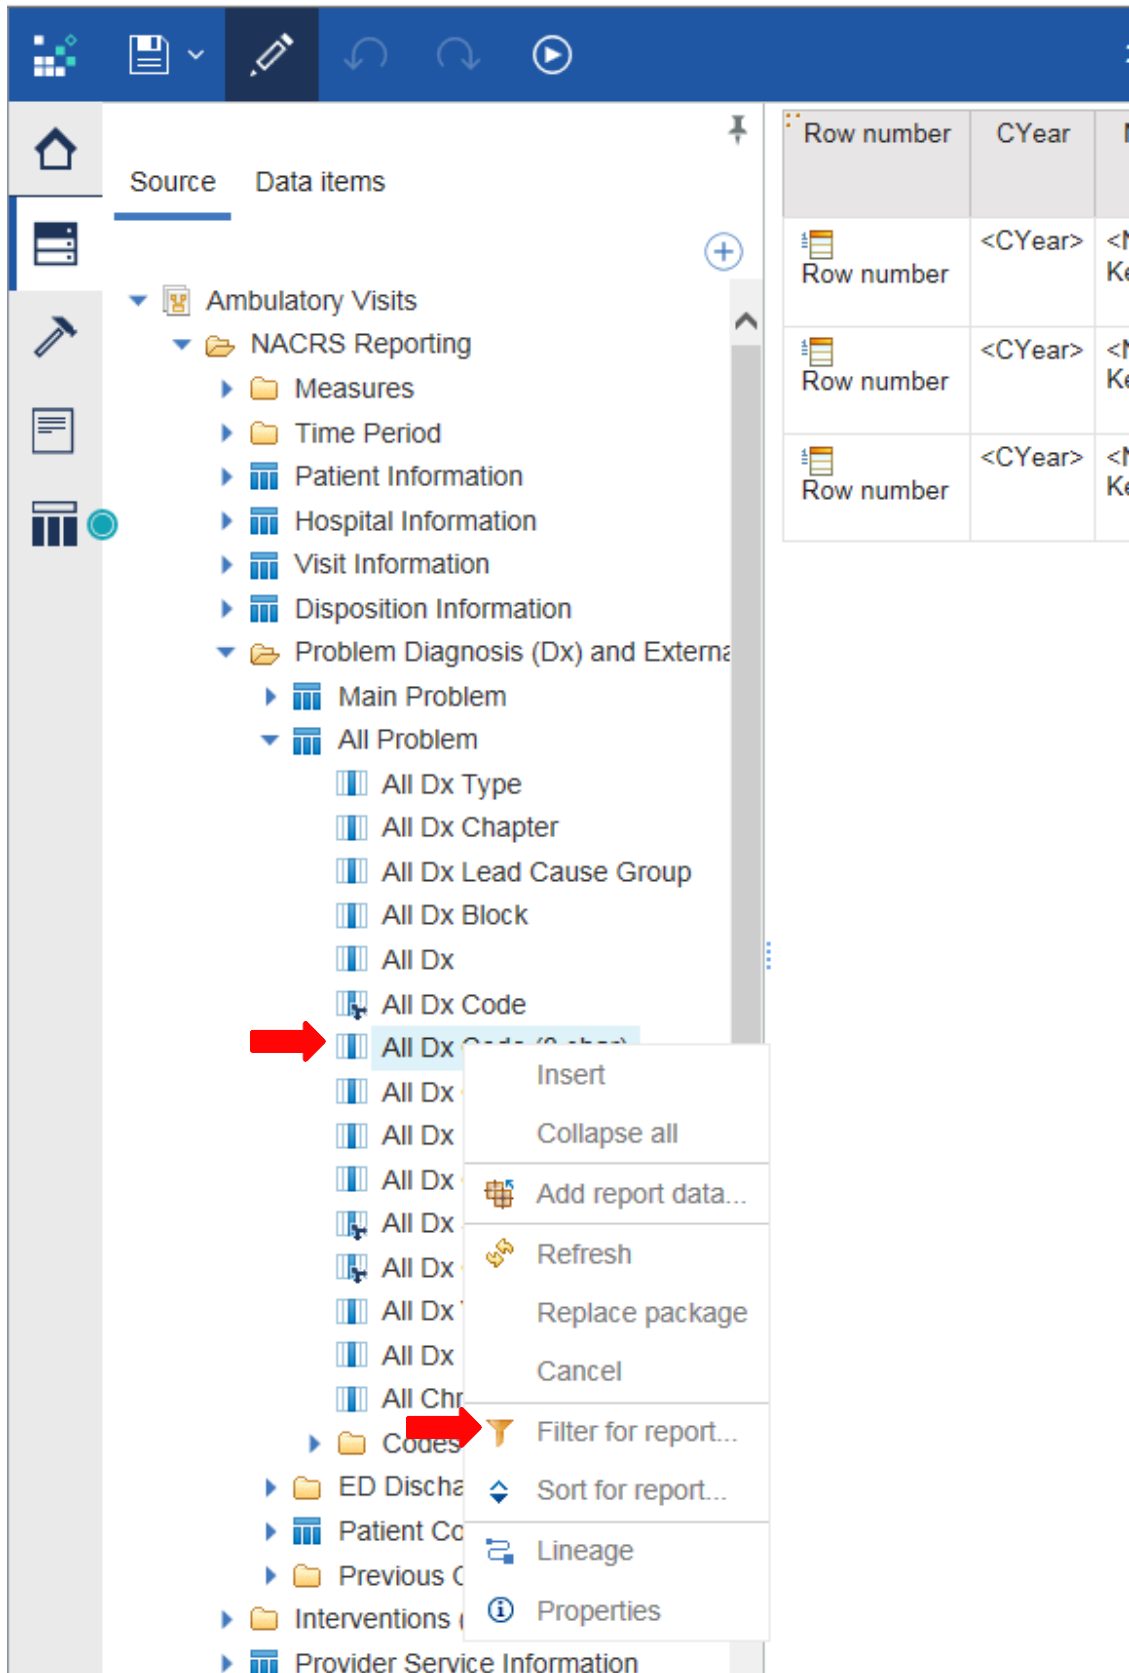 Source Data items
Ambulatory Visits
NACRS Reporting
Measures
Time Period
Patient Information
Hospital Information
Visit Information
Disposition Information
Problem Diagnosis (Dx) and Externa
Main Problem
All Problem
All Dx Type
All Dx Chapter
All Dx Lead Cause Group
All Dx Block
All Dx
All Dx Code
All Dx Code
All Dx
All Dx
All Dx
All Dx
All Dx
All Dx
All Dx
All Chr
Codes
ED Discha
Patient Co
Previous
Interventions
Provider Service Information
Insert
Collapse all
Add report data...
Refresh
Replace package
Cancel
Filter for report...
Sort for report...
Lineage
Properties
Row number CYear
Row number <CYear>
Row number <CYear>
Row number <CYear>